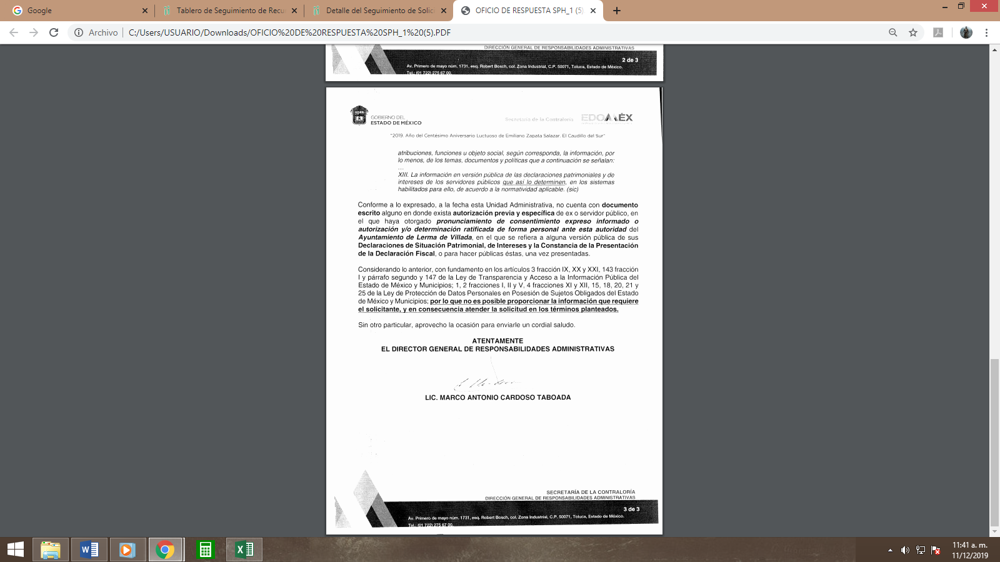 Google
Tablero de Seguimiento de Recu
Detalle del Seguimiento de Solici
OFICIO DE RESPUESTA SPH_1 (5)
Archivo
C:/Users/USUARIO/Downloads/OFICIO%20DE%20RESPUESTA%20SPH_1%20(5).PDF
DIRECCIÓN GENERAL DE RESPONSABILIDADES ADMINISTRATIVAS
2 de 3
Av. Primero de mayo núm. 1731, esq. Robert Bosch, col. Zona Industrial, C.P. 50071, Toluca, Estado de México.
Tel.: (01 722) 275 67 00.
GOBIERNO DEL
ESTADO DE MÉXICO
Secretaría de la Contraloría
EDOMÉX
"2019. Año del Centésimo Aniversario Luctuoso de Emiliano Zapata Salazar. El Caudillo del Sur"
atribuciones, funciones u objeto social, según corresponda, la información, por
lo menos, de los temas, documentos y políticas que a continuación se señalan:
...
XIII. La información en versión pública de las declaraciones patrimoniales y de
intereses de los servidores públicos que así lo determinen, en los sistemas
habilitados para ello, de acuerdo a la normatividad aplicable. (sic)
Conforme a lo expresado, a la fecha esta Unidad Administrativa, no cuenta con documento
escrito alguno en donde exista autorización previa y específica de ex o servidor público, en
el que haya otorgado pronunciamiento de consentimiento expreso informado o
autorización y/o determinación ratificada de forma personal ante esta autoridad del
Ayuntamiento de Lerma de Villada, en el que se refiera a alguna versión pública de sus
Declaraciones de Situación Patrimonial, de Intereses y la Constancia de la Presentación
de la Declaración Fiscal, o para hacer públicas éstas, una vez presentadas.
Considerando lo anterior, con fundamento en los artículos 3 fracción IX, XX y XXI, 143 fracción
I y párrafo segundo y 147 de la Ley de Transparencia y Acceso a la Información Pública del
Estado de México y Municipios; 1, 2 fracciones I, II y V, 4 fracciones XI y XII, 15, 18, 20, 21 y
25 de la Ley de Protección de Datos Personales en Posesión de Sujetos Obligados del Estado
de México y Municipios; por lo que no es posible proporcionar la información que requiere
el solicitante, y en consecuencia atender la solicitud en los términos planteados.
Sin otro particular, aprovecho la ocasión para enviarle un cordial saludo.
ATENTAMENTE
EL DIRECTOR GENERAL DE RESPONSABILIDADES ADMINISTRATIVAS
LIC. MARCO ANTONIO CARDOSO TABOADA
SECRETARÍA DE LA CONTRALORÍA
DIRECCIÓN GENERAL DE RESPONSABILIDADES ADMINISTRATIVAS
3 de 3
Av. Primero de mayo núm. 1731, esq. Robert Bosch, col. Zona Industrial, C.P. 50071, Toluca, Estado de México.
Tel.: (01 722) 275 67 00.
11:41 a. m.
11/12/2019